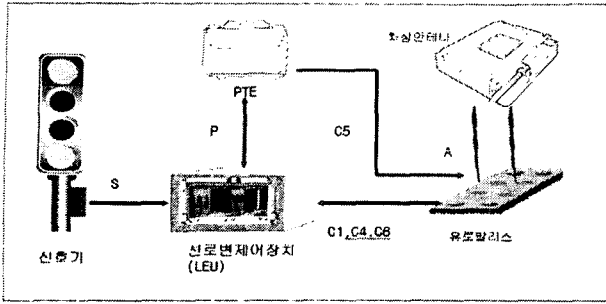 차상안테나
PTE
P
C5
A
S
C1,C4,C6
신호기
선로변제어장치
(LEU)
유로발리스